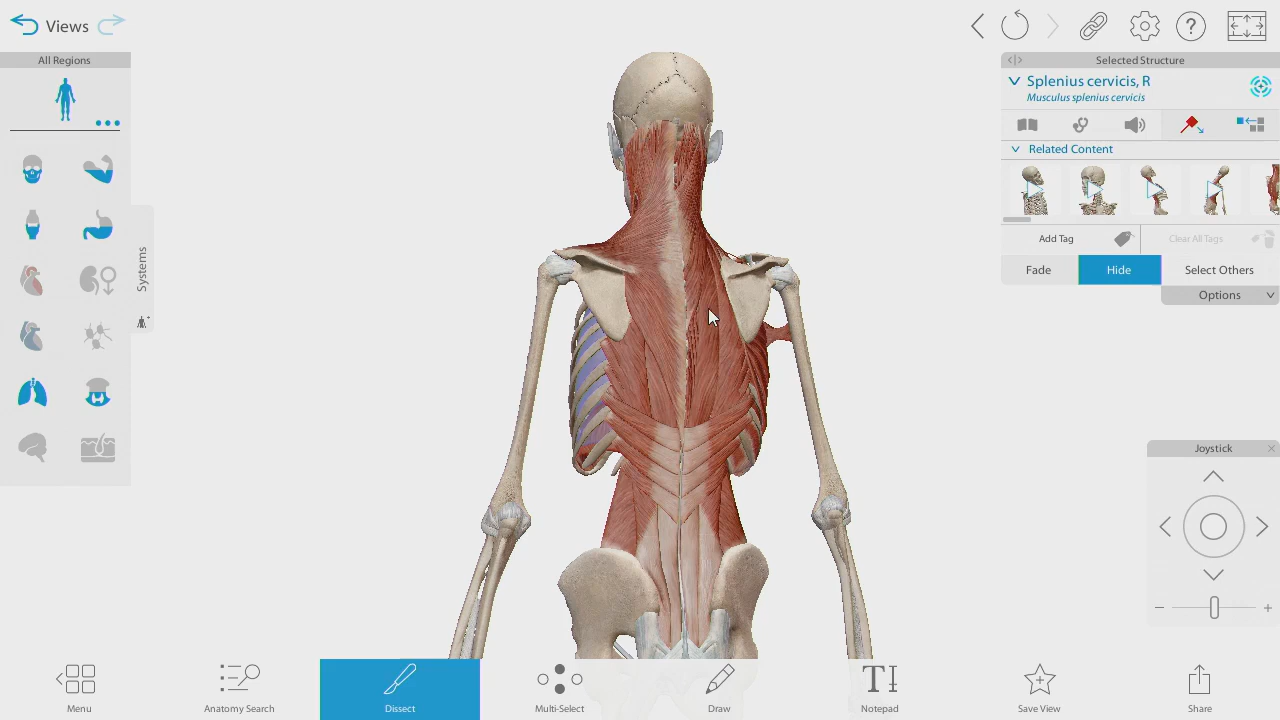 Views
All Regions
Systems
Selected Structure
Splenius cervicis, R
Musculus splenius cervicis
Related Content
Add Tag
Clear All Tags
Fade
Hide
Select Others
Options
Joystick
Menu
Anatomy Search
Dissect
Multi-Select
Draw
Notepad
Save View
Share